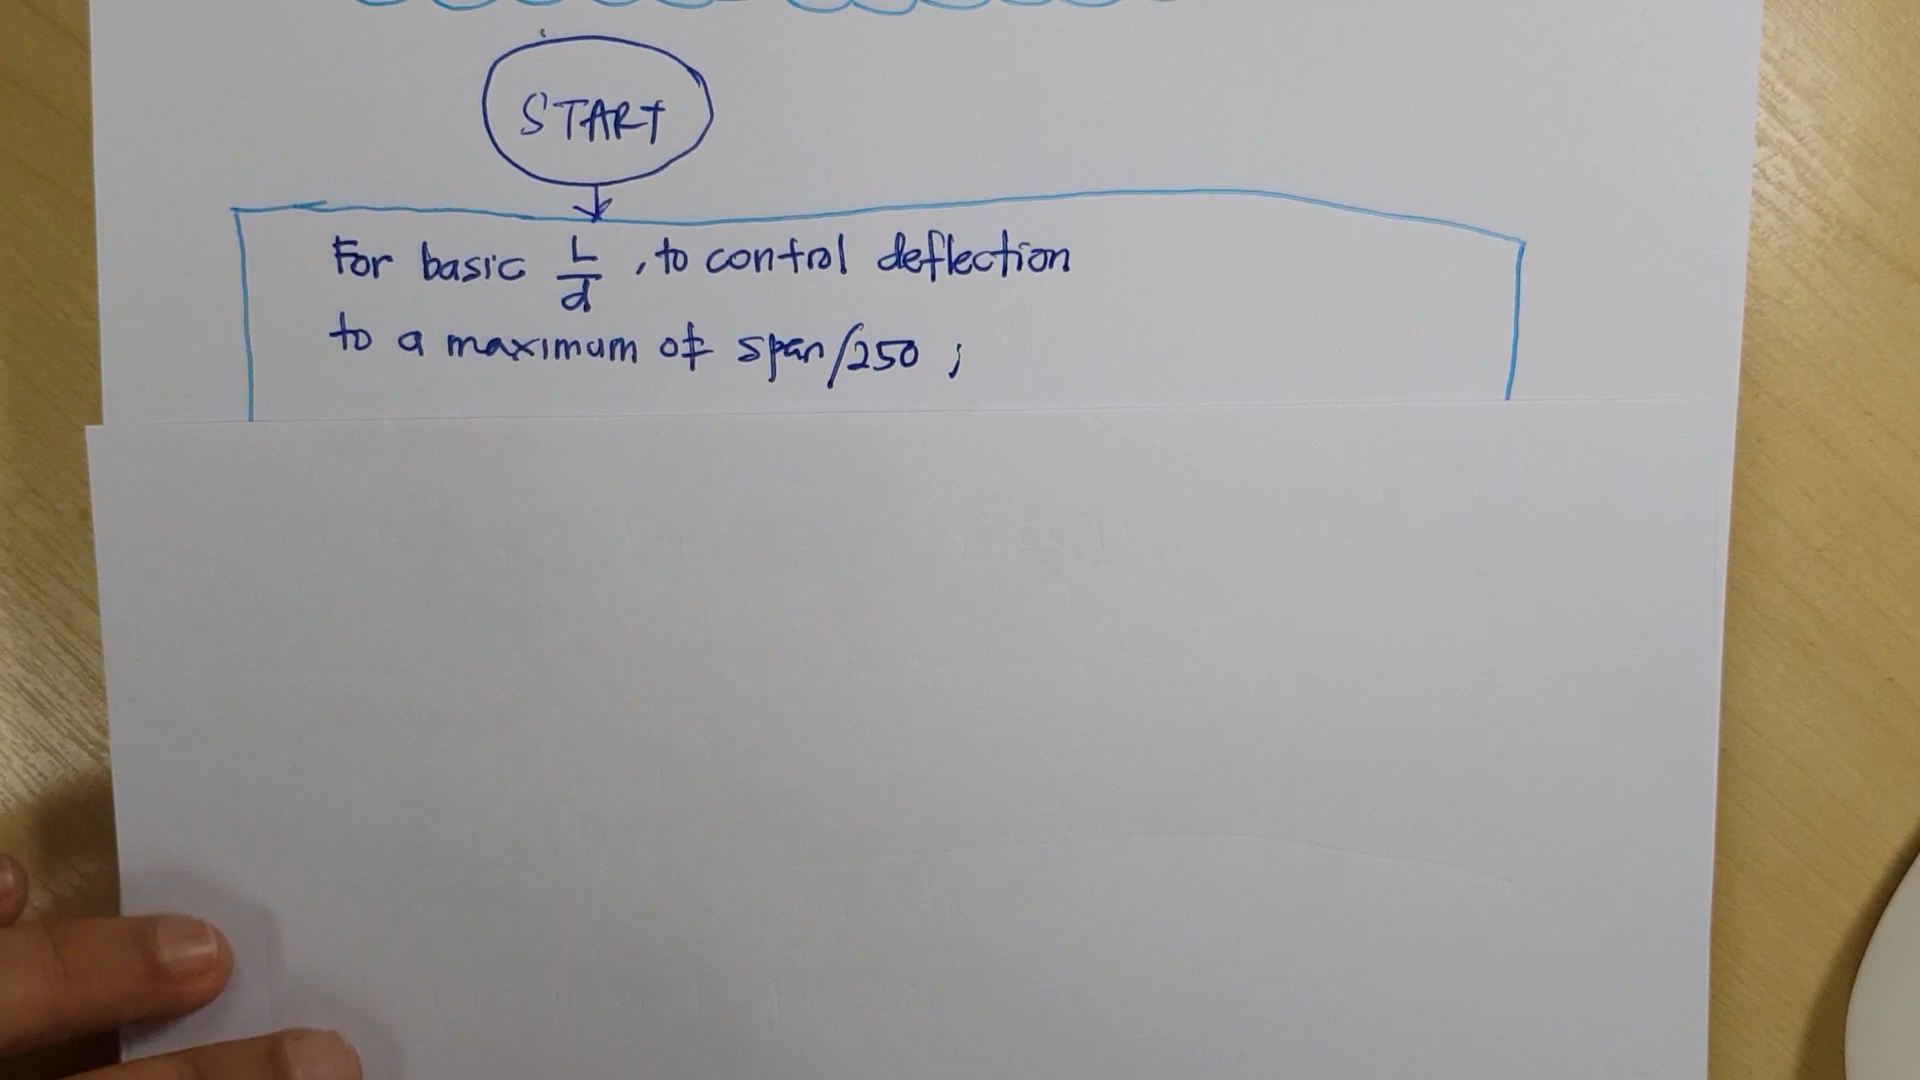 START
For basic L/d , to control deflection
to a maximum of span/250 ;